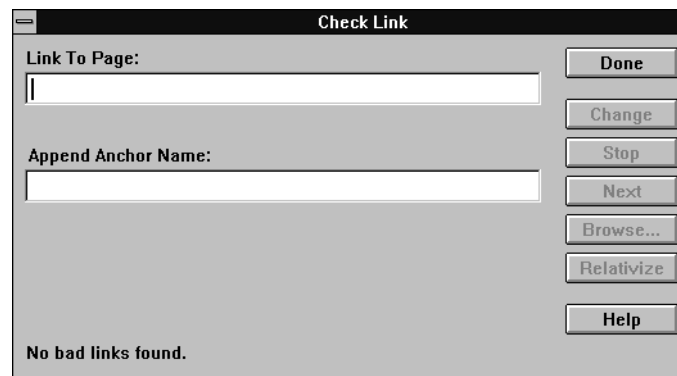 Check Link
Link To Page:
Done
Change
Append Anchor Name:
Stop
Next
Browse...
Relativize
Help
No bad links found.